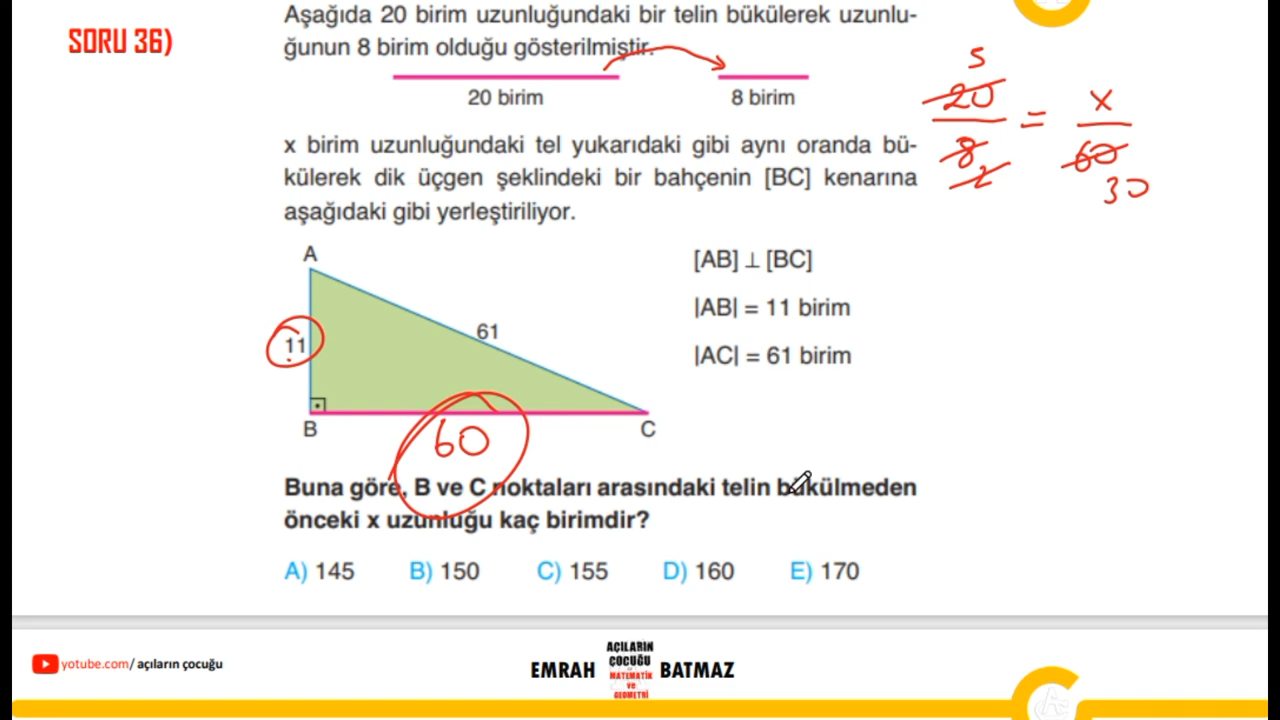 SORU 36)
Aşağıda 20 birim uzunluğundaki bir telin bükülerek uzunlu-
ğunun 8 birim olduğu gösterilmiştir.
20 birim
8 birim
5
20
8
2
=
x
60
30
x birim uzunluğundaki tel yukarıdaki gibi aynı oranda bü-
külerek dik üçgen şeklindeki bir bahçenin [BC] kenarına
aşağıdaki gibi yerleştiriliyor.
A
61
11
B
C
60
[AB] ⊥ [BC]
|AB| = 11 birim
|AC| = 61 birim
Buna göre, B ve C noktaları arasındaki telin bükülmeden
önceki x uzunluğu kaç birimdir?
A) 145 B) 150 C) 155 D) 160 E) 170
yotube.com/ açıların çocuğu
EMRAH
AÇILARIN
ÇOCUĞU
MATEMATİK
ve
GEOMETRİ
BATMAZ